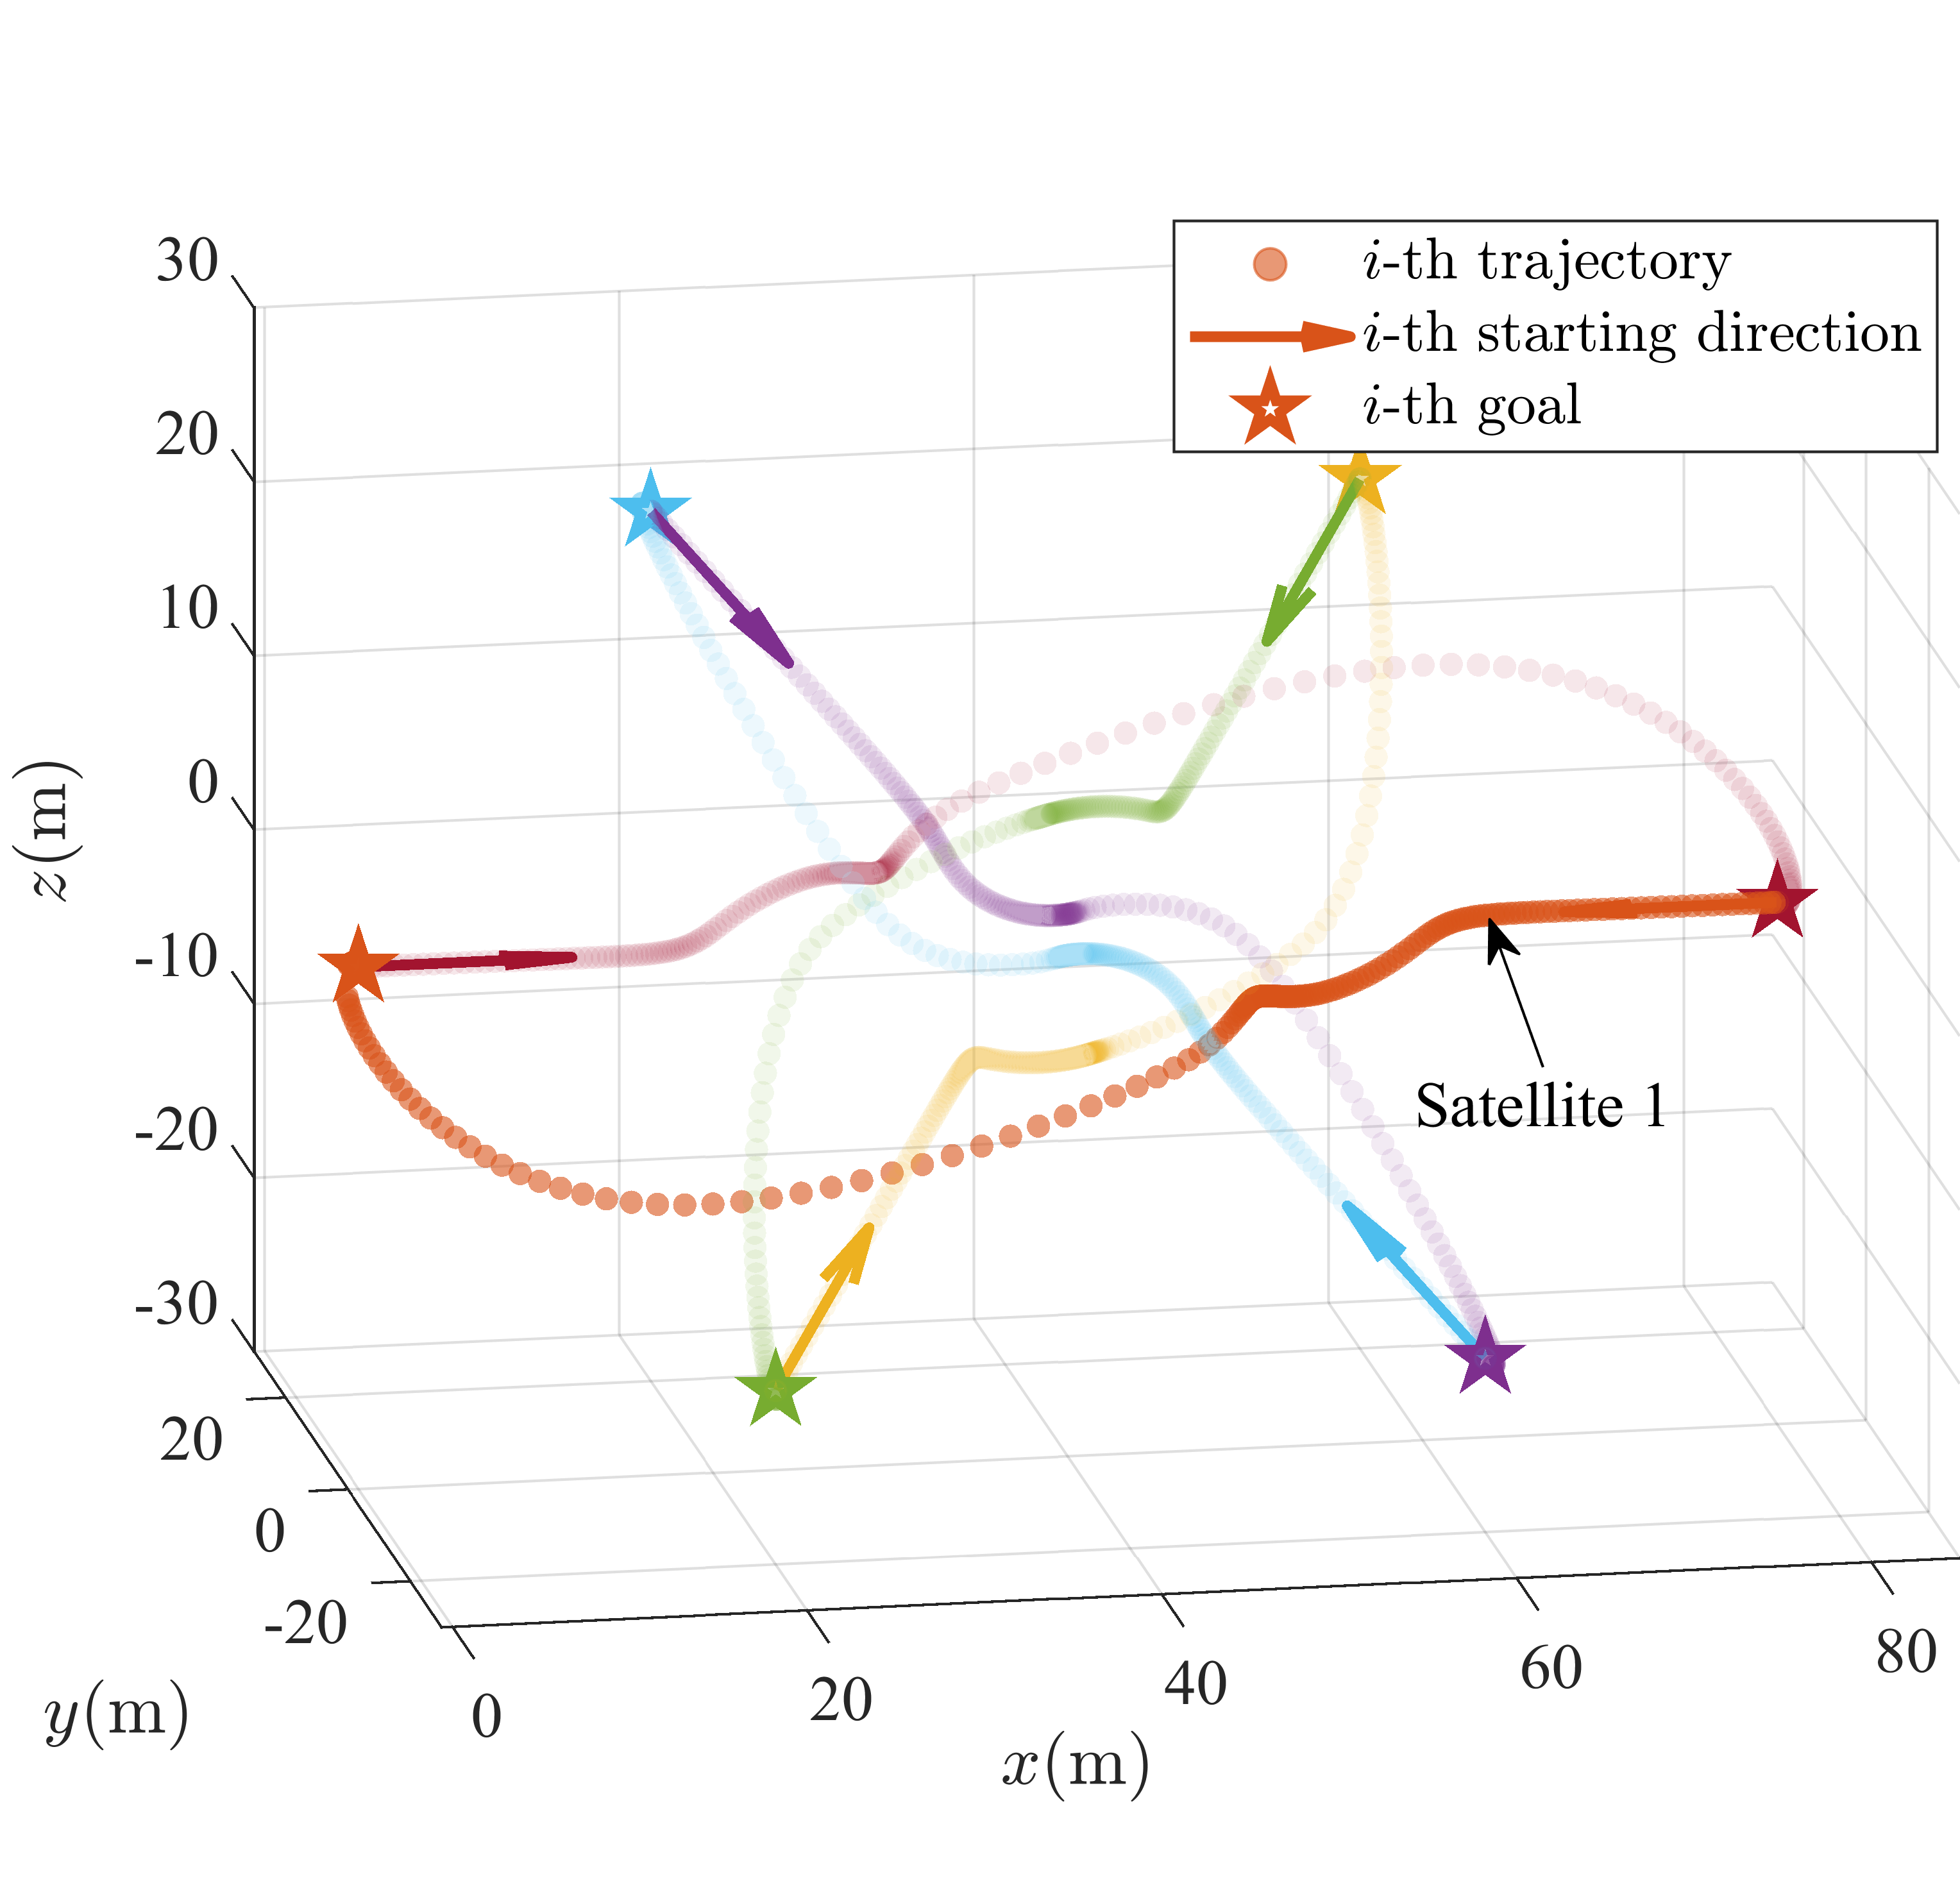 i-th trajectory
i-th starting direction
i-th goal
30
20
10
0
-10
-20
-30
z(m)
Satellite 1
20
0
-20
y(m)
0
20
40
60
80
x(m)